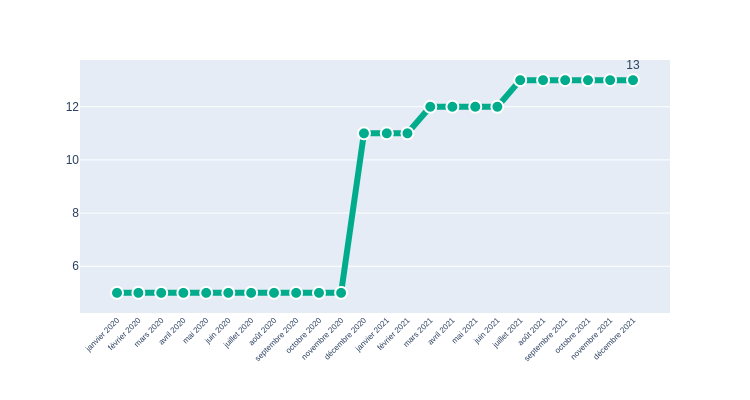 13
12
10
8
6
janvier 2020
février 2020
mars 2020
avril 2020
mai 2020
juin 2020
juillet 2020
août 2020
septembre 2020
octobre 2020
novembre 2020
décembre 2020
janvier 2021
février 2021
mars 2021
avril 2021
mai 2021
juin 2021
juillet 2021
août 2021
septembre 2021
octobre 2021
novembre 2021
décembre 2021